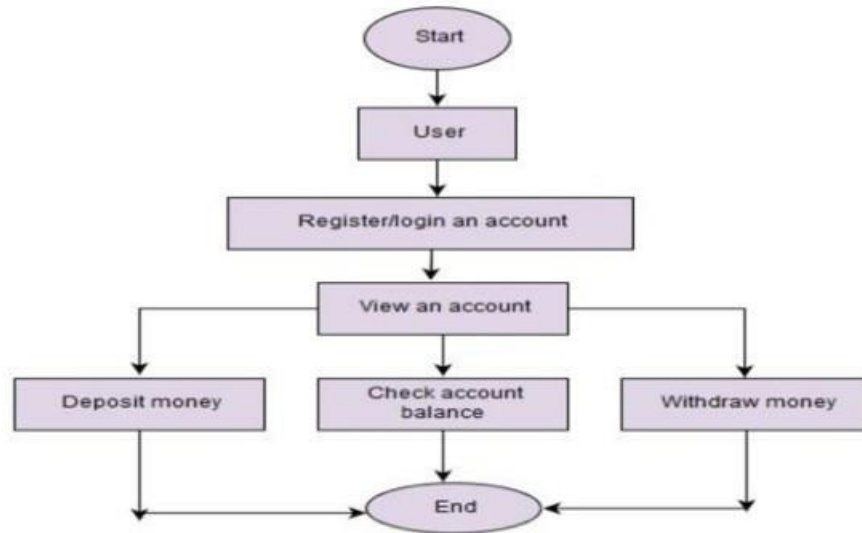 Start
User
Register/login an account
View an account
Deposit money
Check account
balance
Withdraw money
End